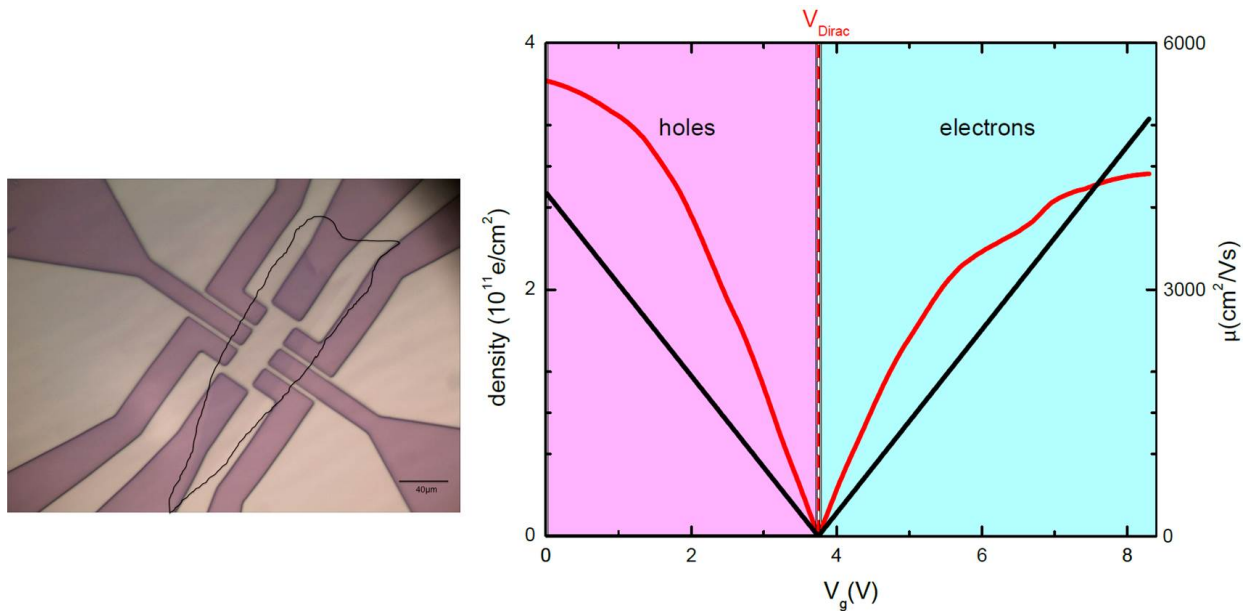 40µm
V_Dirac
holes
electrons
density (10^11 e/cm^2)
µ(cm^2/Vs)
4
2
0
6000
3000
0
0
2
4
6
8
V_g(V)